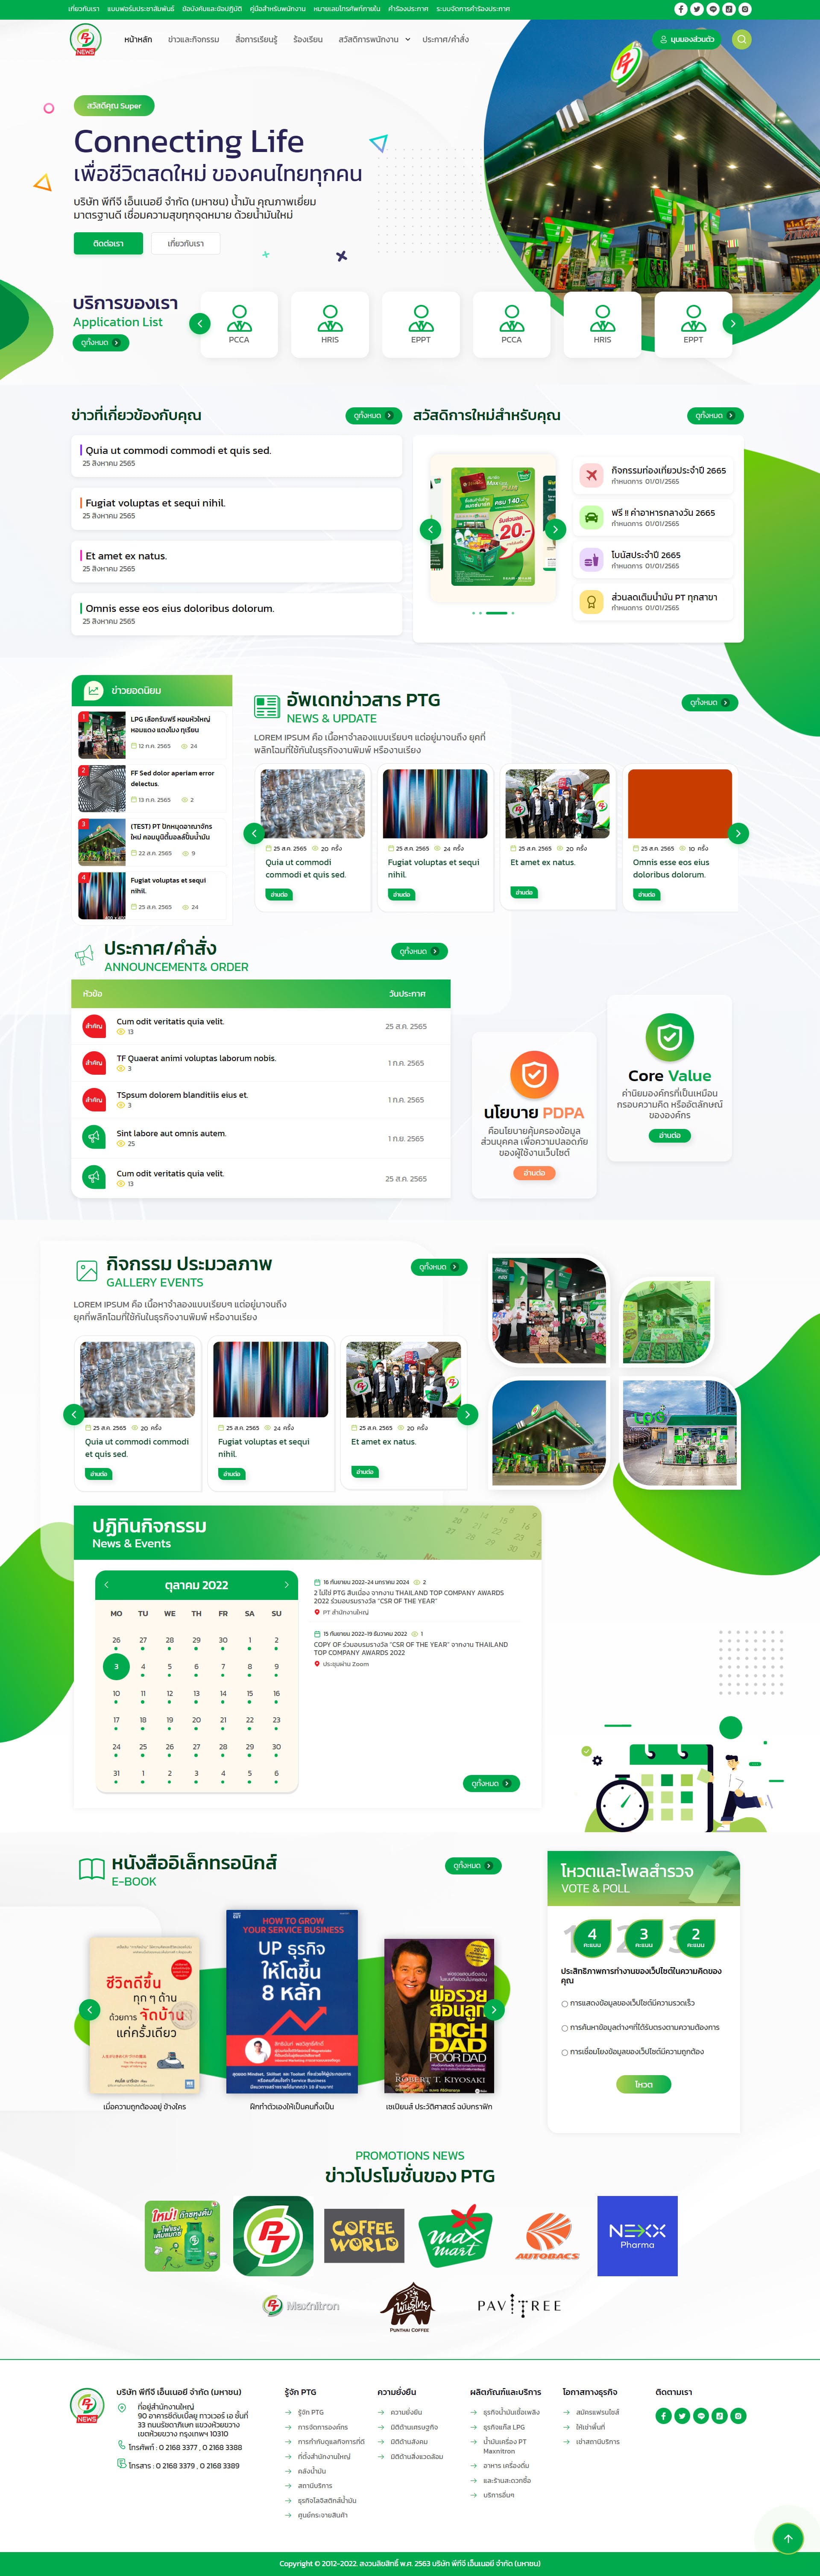 เกี่ยวกับเรา แบบฟอร์มประชาสัมพันธ์ ข้อบังคับและข้อปฏิบัติ คู่มือสำหรับพนักงาน หมายเลขโทรศัพท์ภายใน คำร้องประกาศ ระบบจัดการคำร้องประกาศ
หน้าหลัก ข่าวและกิจกรรม สื่อการเรียนรู้ ร้องเรียน สวัสดิการพนักงาน ประกาศ/คำสั่ง มุมมองส่วนตัว
สวัสดีคุณ Super
Connecting Life
เพื่อชีวิตสดใหม่ ของคนไทยทุกคน
บริษัท พีทีจี เอ็นเนอยี จำกัด (มหาชน) น้ำมัน คุณภาพเยี่ยม
มาตรฐานดี เชื่อมความสุขทุกจุดหมาย ด้วยน้ำมันใหม่
ติดต่อเรา เกี่ยวกับเรา
บริการของเรา
Application List
ดูทั้งหมด
PCCA HRIS EPPT PCCA HRIS EPPT
ข่าวที่เกี่ยวข้องกับคุณ ดูทั้งหมด
Quia ut commodi commodi et quis sed.
25 สิงหาคม 2565
Fugiat voluptas et sequi nihil.
25 สิงหาคม 2565
Et amet ex natus.
25 สิงหาคม 2565
Omnis esse eos eius doloribus dolorum.
25 สิงหาคม 2565
สวัสดิการใหม่สำหรับคุณ ดูทั้งหมด
ครบ 140.-
รับส่วนลด
20.-
กิจกรรมท่องเที่ยวประจำปี 2665
กำหนดการ 01/01/2565
ฟรี !! ค่าอาหารกลางวัน 2665
กำหนดการ 01/01/2565
โบนัสประจำปี 2665
กำหนดการ 01/01/2565
ส่วนลดเติมน้ำมัน PT ทุกสาขา
กำหนดการ 01/01/2565
ข่าวยอดนิยม
1
LPG เลือกรับฟรี หอมหัวใหญ่
หอมแดง แตงโมง ทุเรียน
12 ก.ค. 2565 24
2
FF Sed dolor aperiam error
delectus.
13 ก.ค. 2565 2
3
(TEST) PT ปักหมุดอาณาจักร
ใหม่ คอมมูนิตี้มอลล์ปั๊มน้ำมัน
22 ส.ค. 2565 9
4
Fugiat voluptas et sequi
nihil.
25 ส.ค. 2565 24
อัพเดทข่าวสาร PTG
NEWS & UPDATE
ดูทั้งหมด
LOREM IPSUM คือ เนื้อหาจำลองแบบเรียบๆ แต่อยู่มาจนถึง ยุคที่
พลิกโฉมที่ใช้กันในธุรกิจงานพิมพ์ หรืองานเรียง
25 ส.ค. 2565 20 ครั้ง
Quia ut commodi
commodi et quis sed.
อ่านต่อ
25 ส.ค. 2565 24 ครั้ง
Fugiat voluptas et sequi
nihil.
อ่านต่อ
25 ส.ค. 2565 20 ครั้ง
Et amet ex natus.
อ่านต่อ
25 ส.ค. 2565 10 ครั้ง
Omnis esse eos eius
doloribus dolorum.
อ่านต่อ
ประกาศ/คำสั่ง
ANNOUNCEMENT& ORDER
ดูทั้งหมด
หัวข้อ วันประกาศ
สำคัญ Cum odit veritatis quia velit. 25 ส.ค. 2565
13
สำคัญ TF Quaerat animi voluptas laborum nobis. 1 ก.ค. 2565
3
สำคัญ TSpsum dolorem blanditiis eius et. 1 ก.ค. 2565
3
Sint labore aut omnis autem. 1 ก.ย. 2565
25
Cum odit veritatis quia velit. 25 ส.ค. 2565
13
นโยบาย PDPA
คือนโยบายคุ้มครองข้อมูล
ส่วนบุคคล เพื่อความปลอดภัย
ของผู้ใช้งานเว็บไซต์
อ่านต่อ
Core Value
ค่านิยมองค์กรที่เป็นเหมือน
กรอบความคิด หรืออัตลักษณ์
ขององค์กร
อ่านต่อ
กิจกรรม ประมวลภาพ
GALLERY EVENTS
ดูทั้งหมด
LOREM IPSUM คือ เนื้อหาจำลองแบบเรียบๆ แต่อยู่มาจนถึง
ยุคที่พลิกโฉมที่ใช้กันในธุรกิจงานพิมพ์ หรืองานเรียง
25 ส.ค. 2565 20 ครั้ง
Quia ut commodi commodi
et quis sed.
อ่านต่อ
25 ส.ค. 2565 24 ครั้ง
Fugiat voluptas et sequi
nihil.
อ่านต่อ
25 ส.ค. 2565 20 ครั้ง
Et amet ex natus.
อ่านต่อ
LPG
ปฏิทินกิจกรรม
News & Events
ตุลาคม 2022
MO TU WE TH FR SA SU
26 27 28 29 30 1 2
3 4 5 6 7 8 9
10 11 12 13 14 15 16
17 18 19 20 21 22 23
24 25 26 27 28 29 30
31 1 2 3 4 5 6
16 กันยายน 2022-24 มกราคม 2024 2
2 ไม่ใช่ PTG สืบเนื่อง จากงาน THAILAND TOP COMPANY AWARDS
2022 ร่วมอบรมรางวัล "CSR OF THE YEAR"
PT สำนักงานใหญ่
15 กันยายน 2022-19 ธันวาคม 2022 1
COPY OF ร่วมอบรมรางวัล "CSR OF THE YEAR" จากงาน THAILAND
TOP COMPANY AWARDS 2022
ประชุมผ่าน Zoom
ดูทั้งหมด
หนังสืออิเล็กทรอนิกส์
E-BOOK
ดูทั้งหมด
ชีวิตดีขึ้น
ทุก ๆ ด้าน
ด้วยการ จัดบ้าน
แค่ครั้งเดียว
เมื่อความถูกต้องอยู่ ข้างใคร
HOW TO GROW
YOUR SERVICE BUSINESS
UP ธุรกิจ
ให้โตขึ้น
8 หลัก
ฝึกทำตัวเองให้เป็นคนทึ่งเป็น
พ่อรวย
สอนลูก
RICH DAD
POOR DAD
ROBERT T. KIYOSAKI
เซเปียนส์ ประวัติศาสตร์ ฉบับกราฟิก
โหวตและโพลสำรวจ
VOTE & POLL
1 4 คะแนน 2 3 คะแนน 3 2 คะแนน
ประสิทธิภาพการทำงานของเว็ปไซต์ในความคิดของ
คุณ
การแสดงข้อมูลของเว็ปไซต์มีความรวดเร็ว
การค้นหาข้อมูลต่างๆที่ได้รับตรงตามความต้องการ
การเชื่อมโยงข้อมูลของเว็ปไซต์มีความถูกต้อง
โหวต
PROMOTIONS NEWS
ข่าวโปรโมชั่นของ PTG
ใหม่! ก๊าซหุงต้ม
PT
COFFEE WORLD
max mart
AUTOBACS
NEXX Pharma
Maxnitron
พันธุ์ไทย PUNTHAI COFFEE
PAVITREE
PT NEWS
บริษัท พีทีจี เอ็นเนอยี จำกัด (มหาชน)
ที่อยู่สำนักงานใหญ่
90 อาคารซีดับเบิ้ลยู ทาวเวอร์ เอ ชั้นที่
33 ถนนรัชดาภิเษก แขวงห้วยขวาง
เขตห้วยขวาง กรุงเทพฯ 10310
โทรศัพท์ : 0 2168 3377 , 0 2168 3388
โทรสาร : 0 2168 3379 , 0 2168 3389
รู้จัก PTG
รู้จัก PTG
การจัดการองค์กร
การกำกับดูแลกิจการที่ดี
ที่ตั้งสำนักงานใหญ่
คลังน้ำมัน
สถานีบริการ
ธุรกิจโลจิสติกส์น้ำมัน
ศูนย์กระจายสินค้า
ความยั่งยืน
ความยั่งยืน
มิติด้านเศรษฐกิจ
มิติด้านสังคม
มิติด้านสิ่งแวดล้อม
ผลิตภัณฑ์และบริการ
ธุรกิจน้ำมันเชื้อเพลิง
ธุรกิจแก๊ส LPG
น้ำมันเครื่อง PT
Maxnitron
อาหาร เครื่องดื่ม
และร้านสะดวกซื้อ
บริการอื่นๆ
โอกาสทางธุรกิจ
สมัครแฟรนไชส์
ให้เช่าพื้นที่
เช่าสถานีบริการ
ติดตามเรา
Copyright © 2012-2022. สงวนลิขสิทธิ์ พ.ศ. 2563 บริษัท พีทีจี เอ็นเนอยี จำกัด (มหาชน)